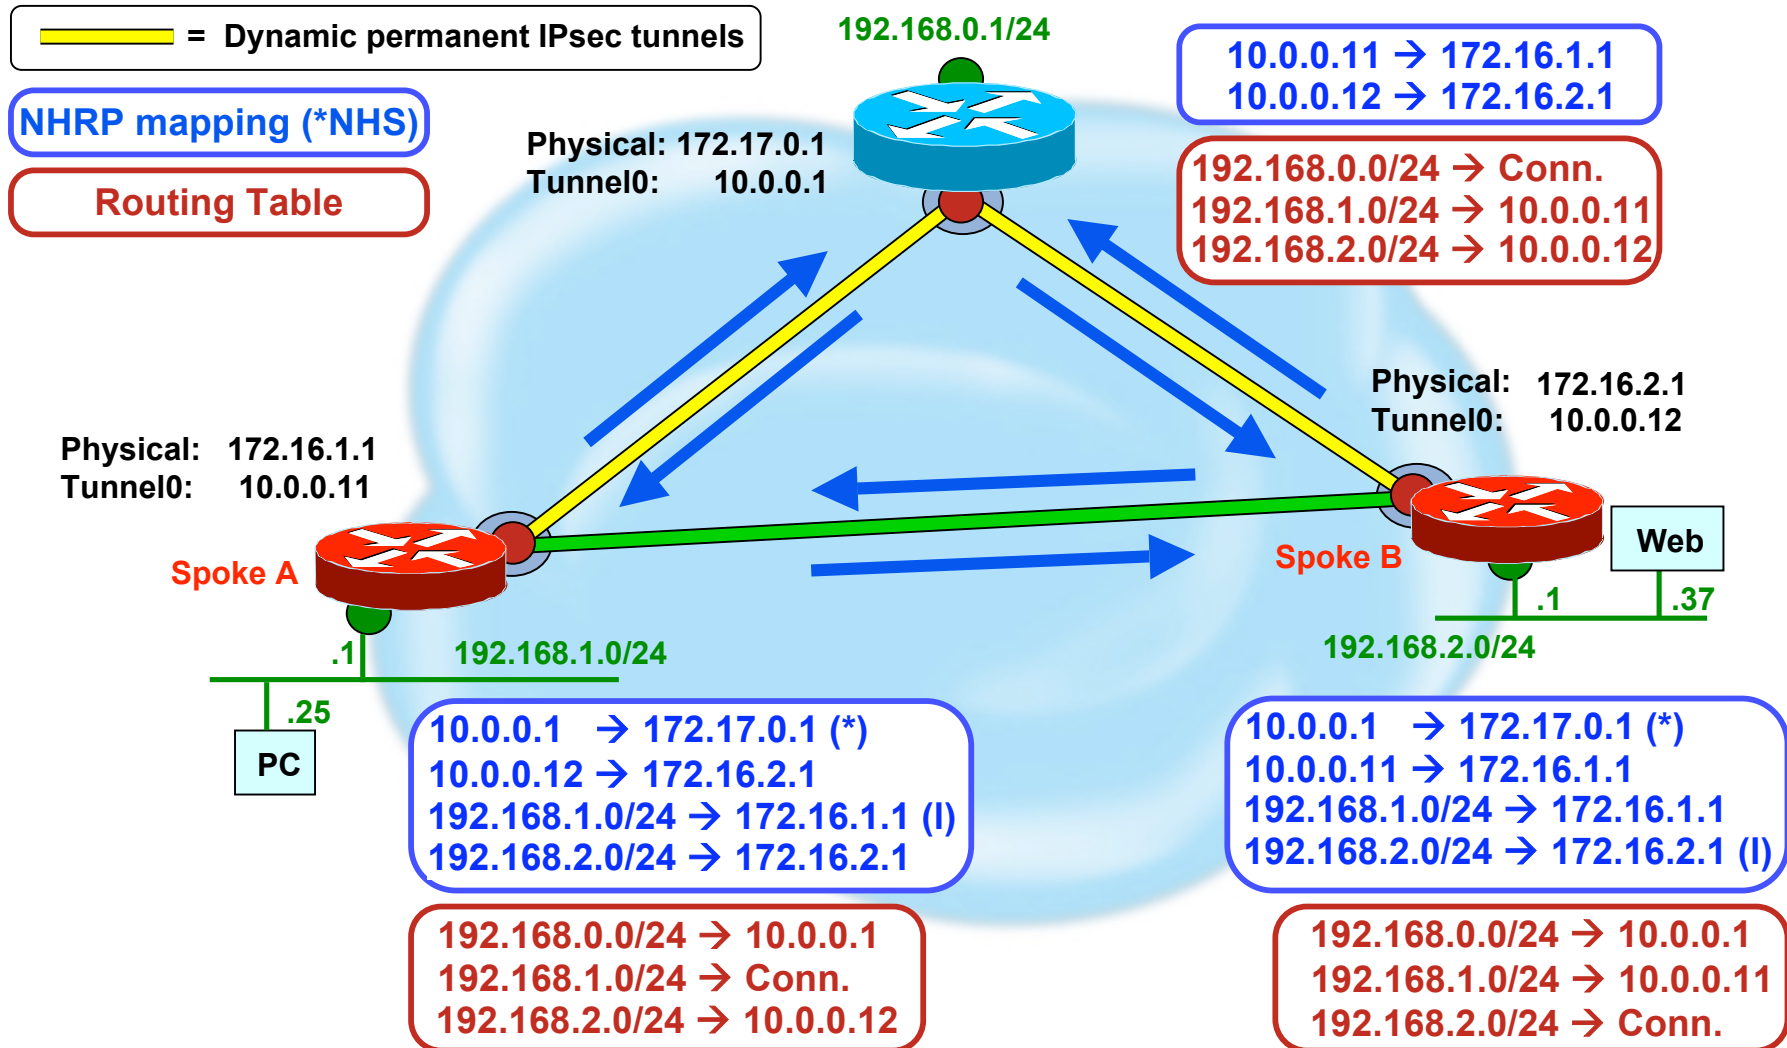 = Dynamic permanent IPsec tunnels
NHRP mapping (*NHS)
Routing Table
192.168.0.1/24
Physical: 172.17.0.1
Tunnel0: 10.0.0.1
10.0.0.11 → 172.16.1.1
10.0.0.12 → 172.16.2.1
192.168.0.0/24 → Conn.
192.168.1.0/24 → 10.0.0.11
192.168.2.0/24 → 10.0.0.12
Physical: 172.16.2.1
Tunnel0: 10.0.0.12
Physical: 172.16.1.1
Tunnel0: 10.0.0.11
Spoke A
Spoke B
Web
.1
.37
192.168.2.0/24
.1
192.168.1.0/24
.25
PC
10.0.0.1 → 172.17.0.1 (*)
10.0.0.12 → 172.16.2.1
192.168.1.0/24 → 172.16.1.1 (l)
192.168.2.0/24 → 172.16.2.1
10.0.0.1 → 172.17.0.1 (*)
10.0.0.11 → 172.16.1.1
192.168.1.0/24 → 172.16.1.1
192.168.2.0/24 → 172.16.2.1 (l)
192.168.0.0/24 → 10.0.0.1
192.168.1.0/24 → Conn.
192.168.2.0/24 → 10.0.0.12
192.168.0.0/24 → 10.0.0.1
192.168.1.0/24 → 10.0.0.11
192.168.2.0/24 → Conn.